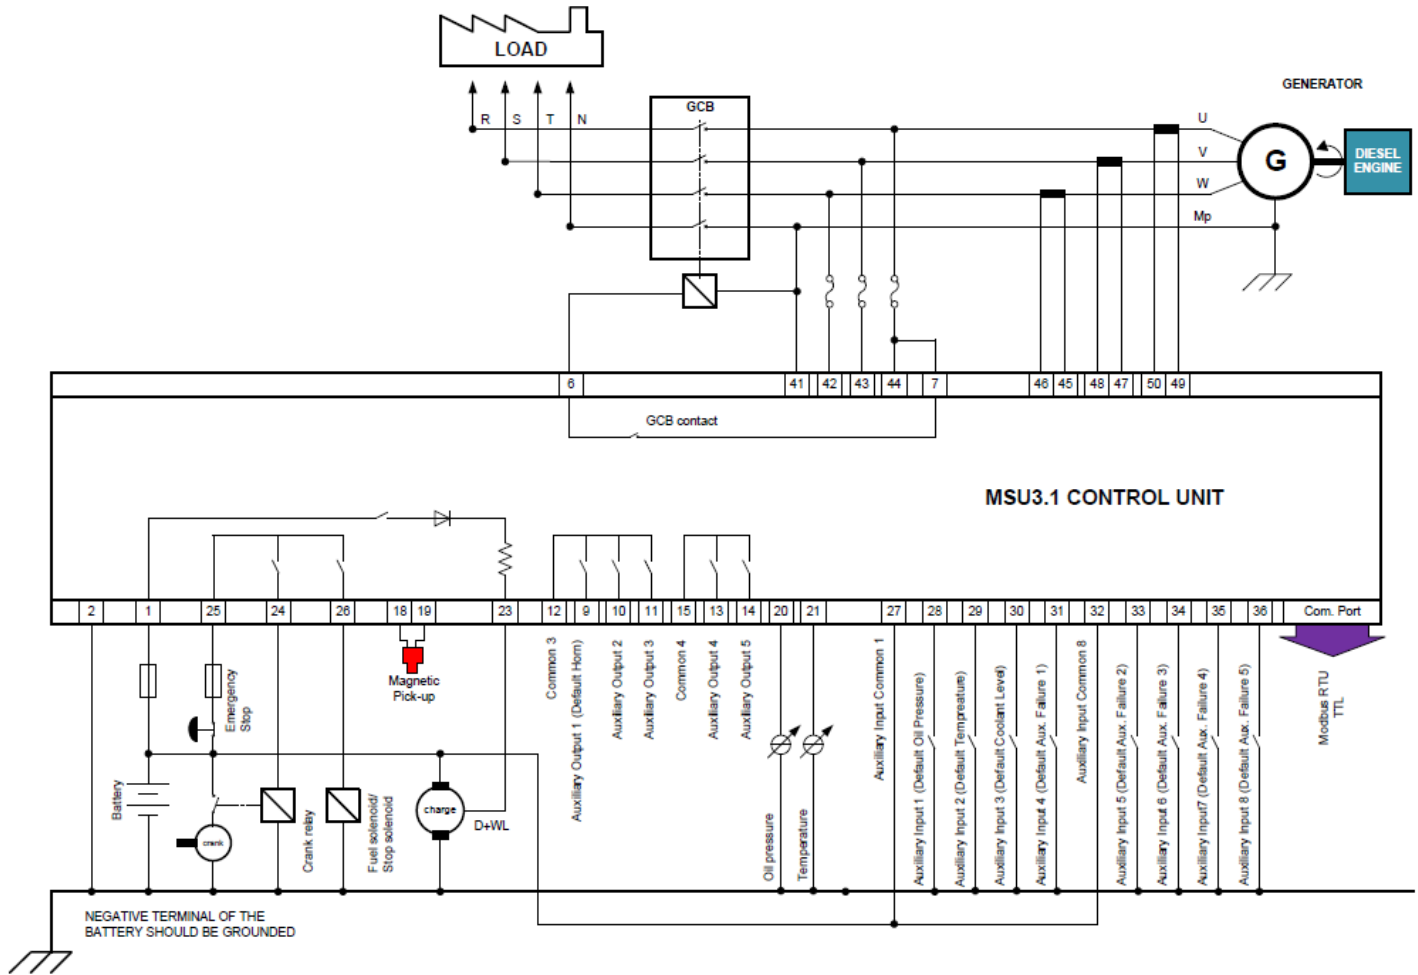 LOAD
GENERATOR
GCB
R S T N
U
V
W
Mp
G
DIESEL
ENGINE
6 41 42 43 44 7 46 45 48 47 50 49
GCB contact
MSU3.1 CONTROL UNIT
2 1 25 24 26 18 19 23 12 9 10 11 15 13 14 20 21 27 28 29 30 31 32 33 34 35 36 Com. Port
Magnetic
Pick-up
Emergency
Stop
Battery
crank
Crank relay
Fuel solenoid/
Stop solenoid
charge
D+WL
Common 3
Auxiliary Output 1 (Default Horn)
Auxiliary Output 2
Auxiliary Output 3
Common 4
Auxiliary Output 4
Auxiliary Output 5
Oil pressure
Temperature
Auxiliary Input Common 1
Auxiliary Input 1 (Default Oil Pressure)
Auxiliary Input 2 (Default Tempreature)
Auxiliary Input 3 (Default Coolant Level)
Auxiliary Input 4 (Default Aux. Failure 1)
Auxiliary Input Common 8
Auxiliary Input 5 (Default Aux. Failure 2)
Auxiliary Input 6 (Default Aux. Failure 3)
Auxiliary Input7 (Default Aux. Failure 4)
Auxiliary Input 8 (Default Aux. Failure 5)
Modbus RTU
TTL
NEGATIVE TERMINAL OF THE
BATTERY SHOULD BE GROUNDED